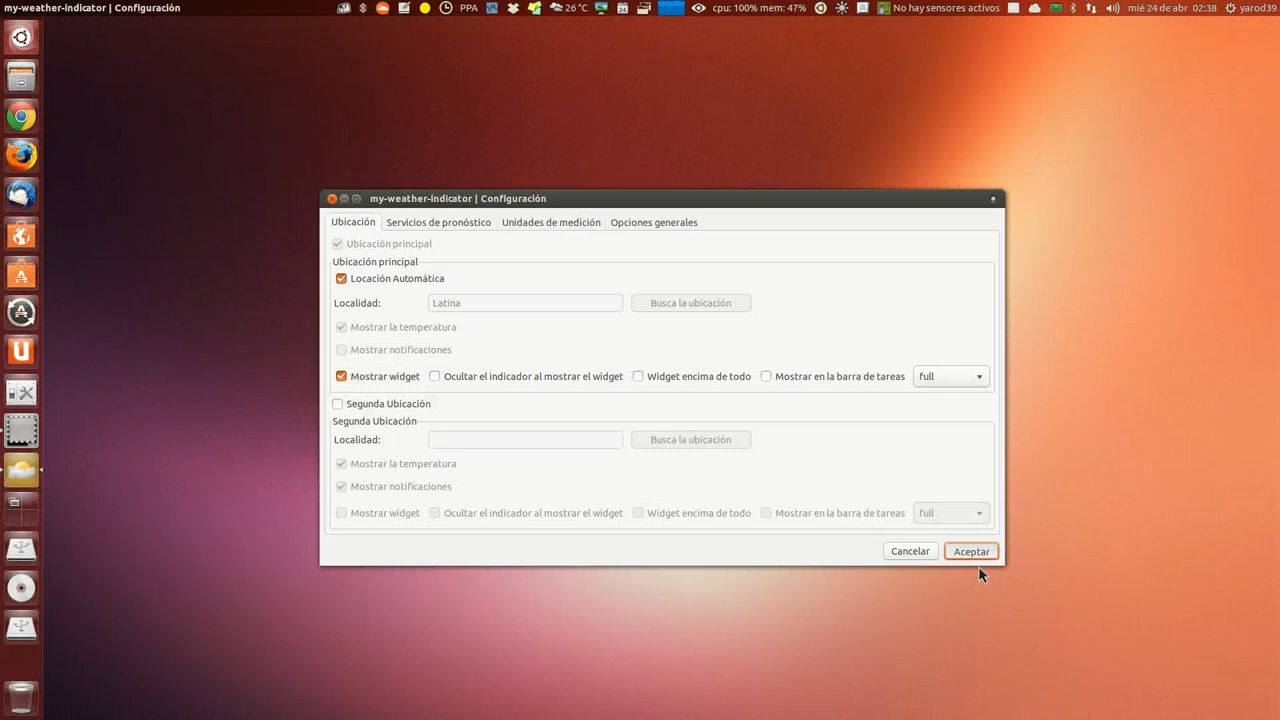 my-weather-indicator | Configuración
PPA 26°C cpu: 100% mem: 47% No hay sensores activos mié 24 de abr 02:38 yarod39
my-weather-indicator | Configuración
Ubicación Servicios de pronóstico Unidades de medición Opciones generales
Ubicación principal
Ubicación principal
Locación Automática
Localidad: Latina Busca la ubicación
Mostrar la temperatura
Mostrar notificaciones
Mostrar widget Ocultar el indicador al mostrar el widget Widget encima de todo Mostrar en la barra de tareas full
Segunda Ubicación
Segunda Ubicación
Localidad: Busca la ubicación
Mostrar la temperatura
Mostrar notificaciones
Mostrar widget Ocultar el indicador al mostrar el widget Widget encima de todo Mostrar en la barra de tareas full
Cancelar Aceptar